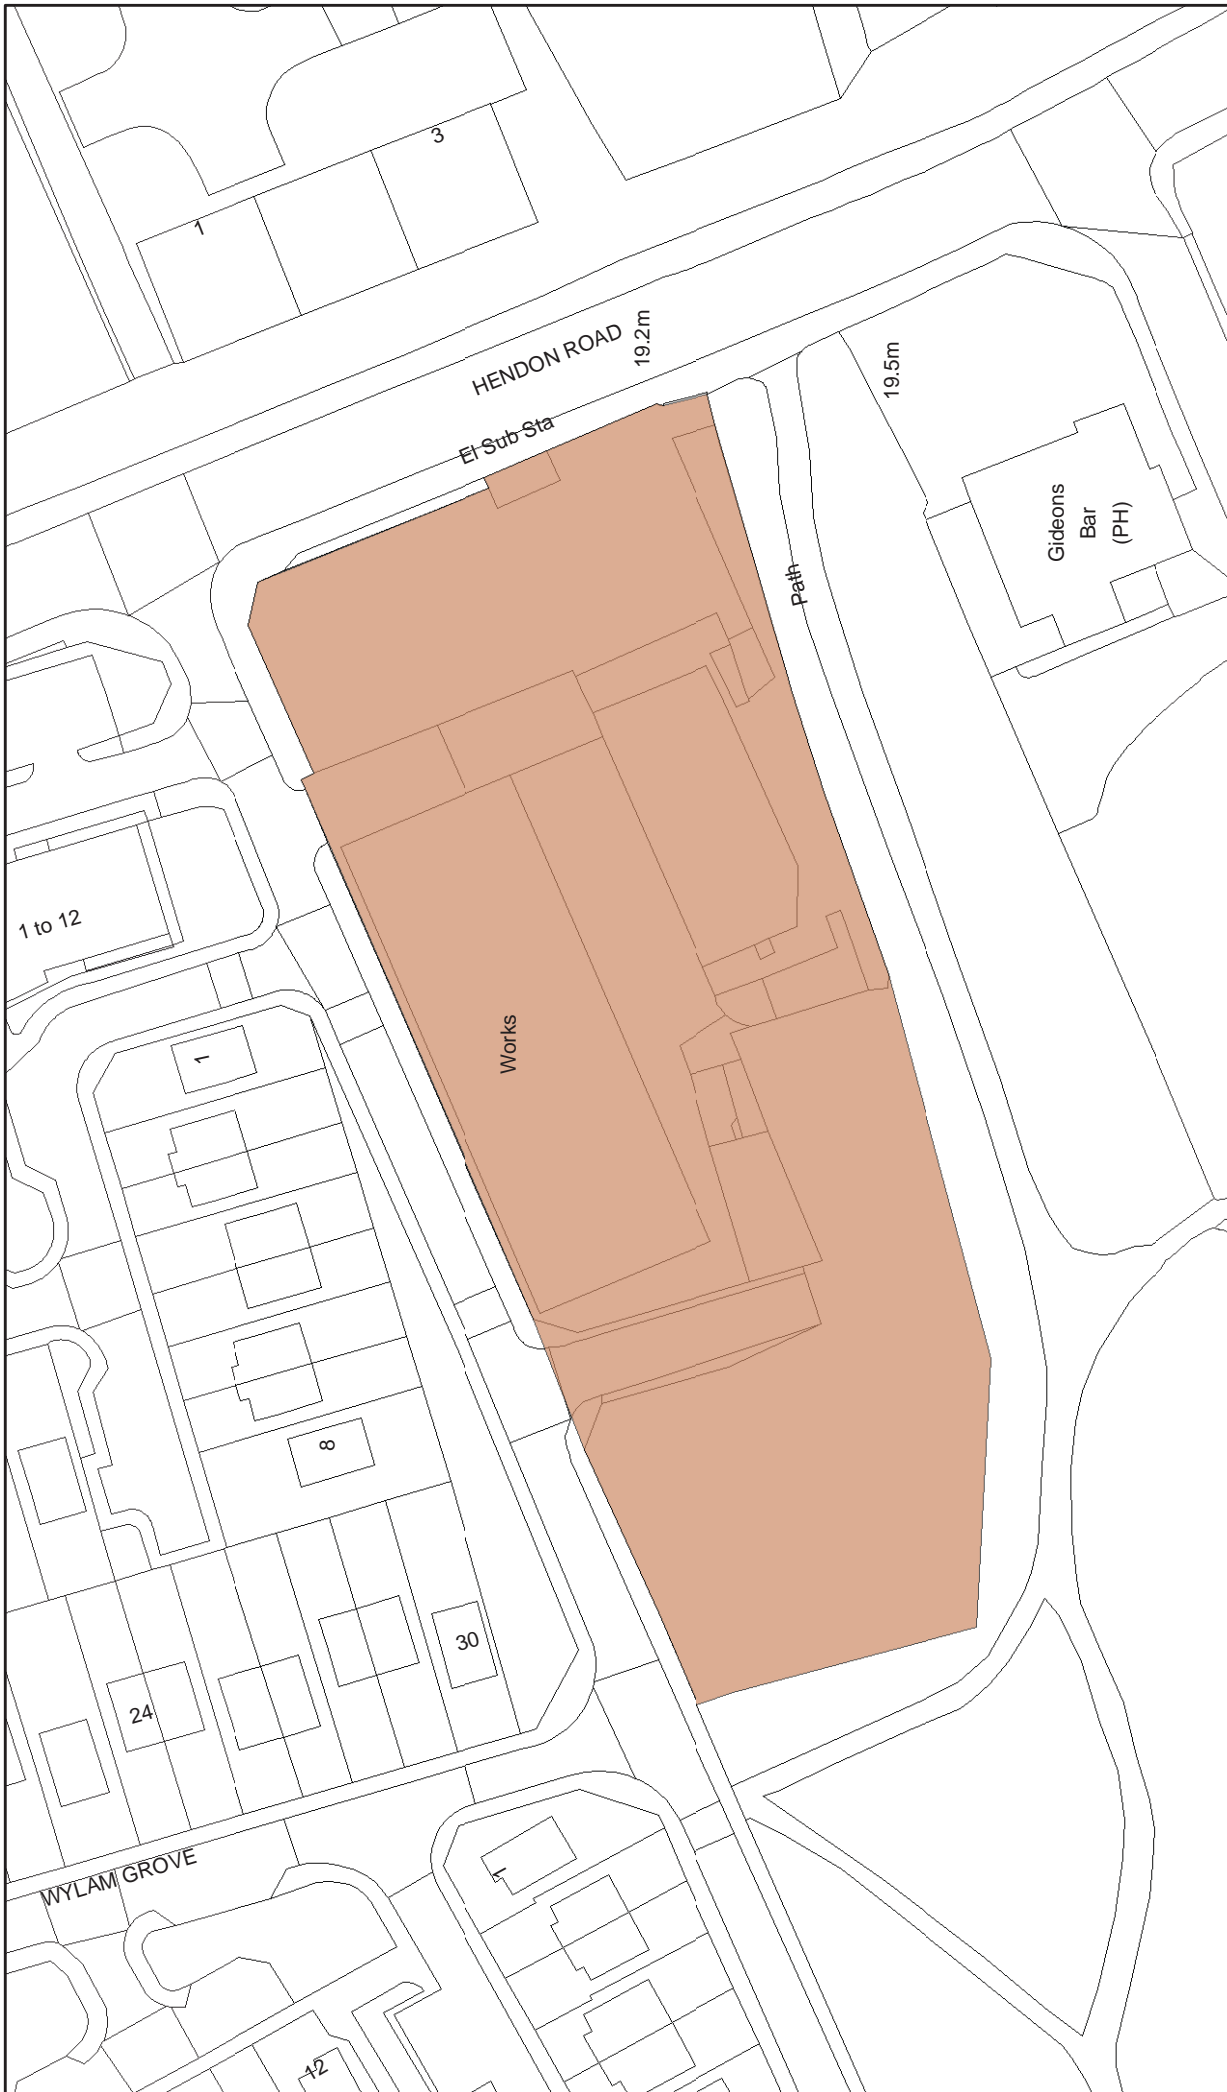 3
1
HENDON ROAD
19.2m
19.5m
El Sub Sta
Gideons
Bar
(PH)
Path
1 to 12
Works
1
8
30
24
WYLAM GROVE
1
12